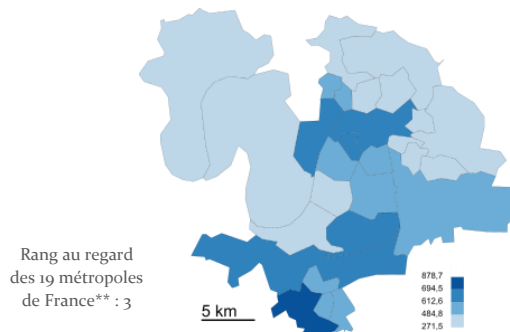 Rang au regard
des 19 métropoles
de France** : 3
5 km
878,7
694,5
612,6
484,8
271,5